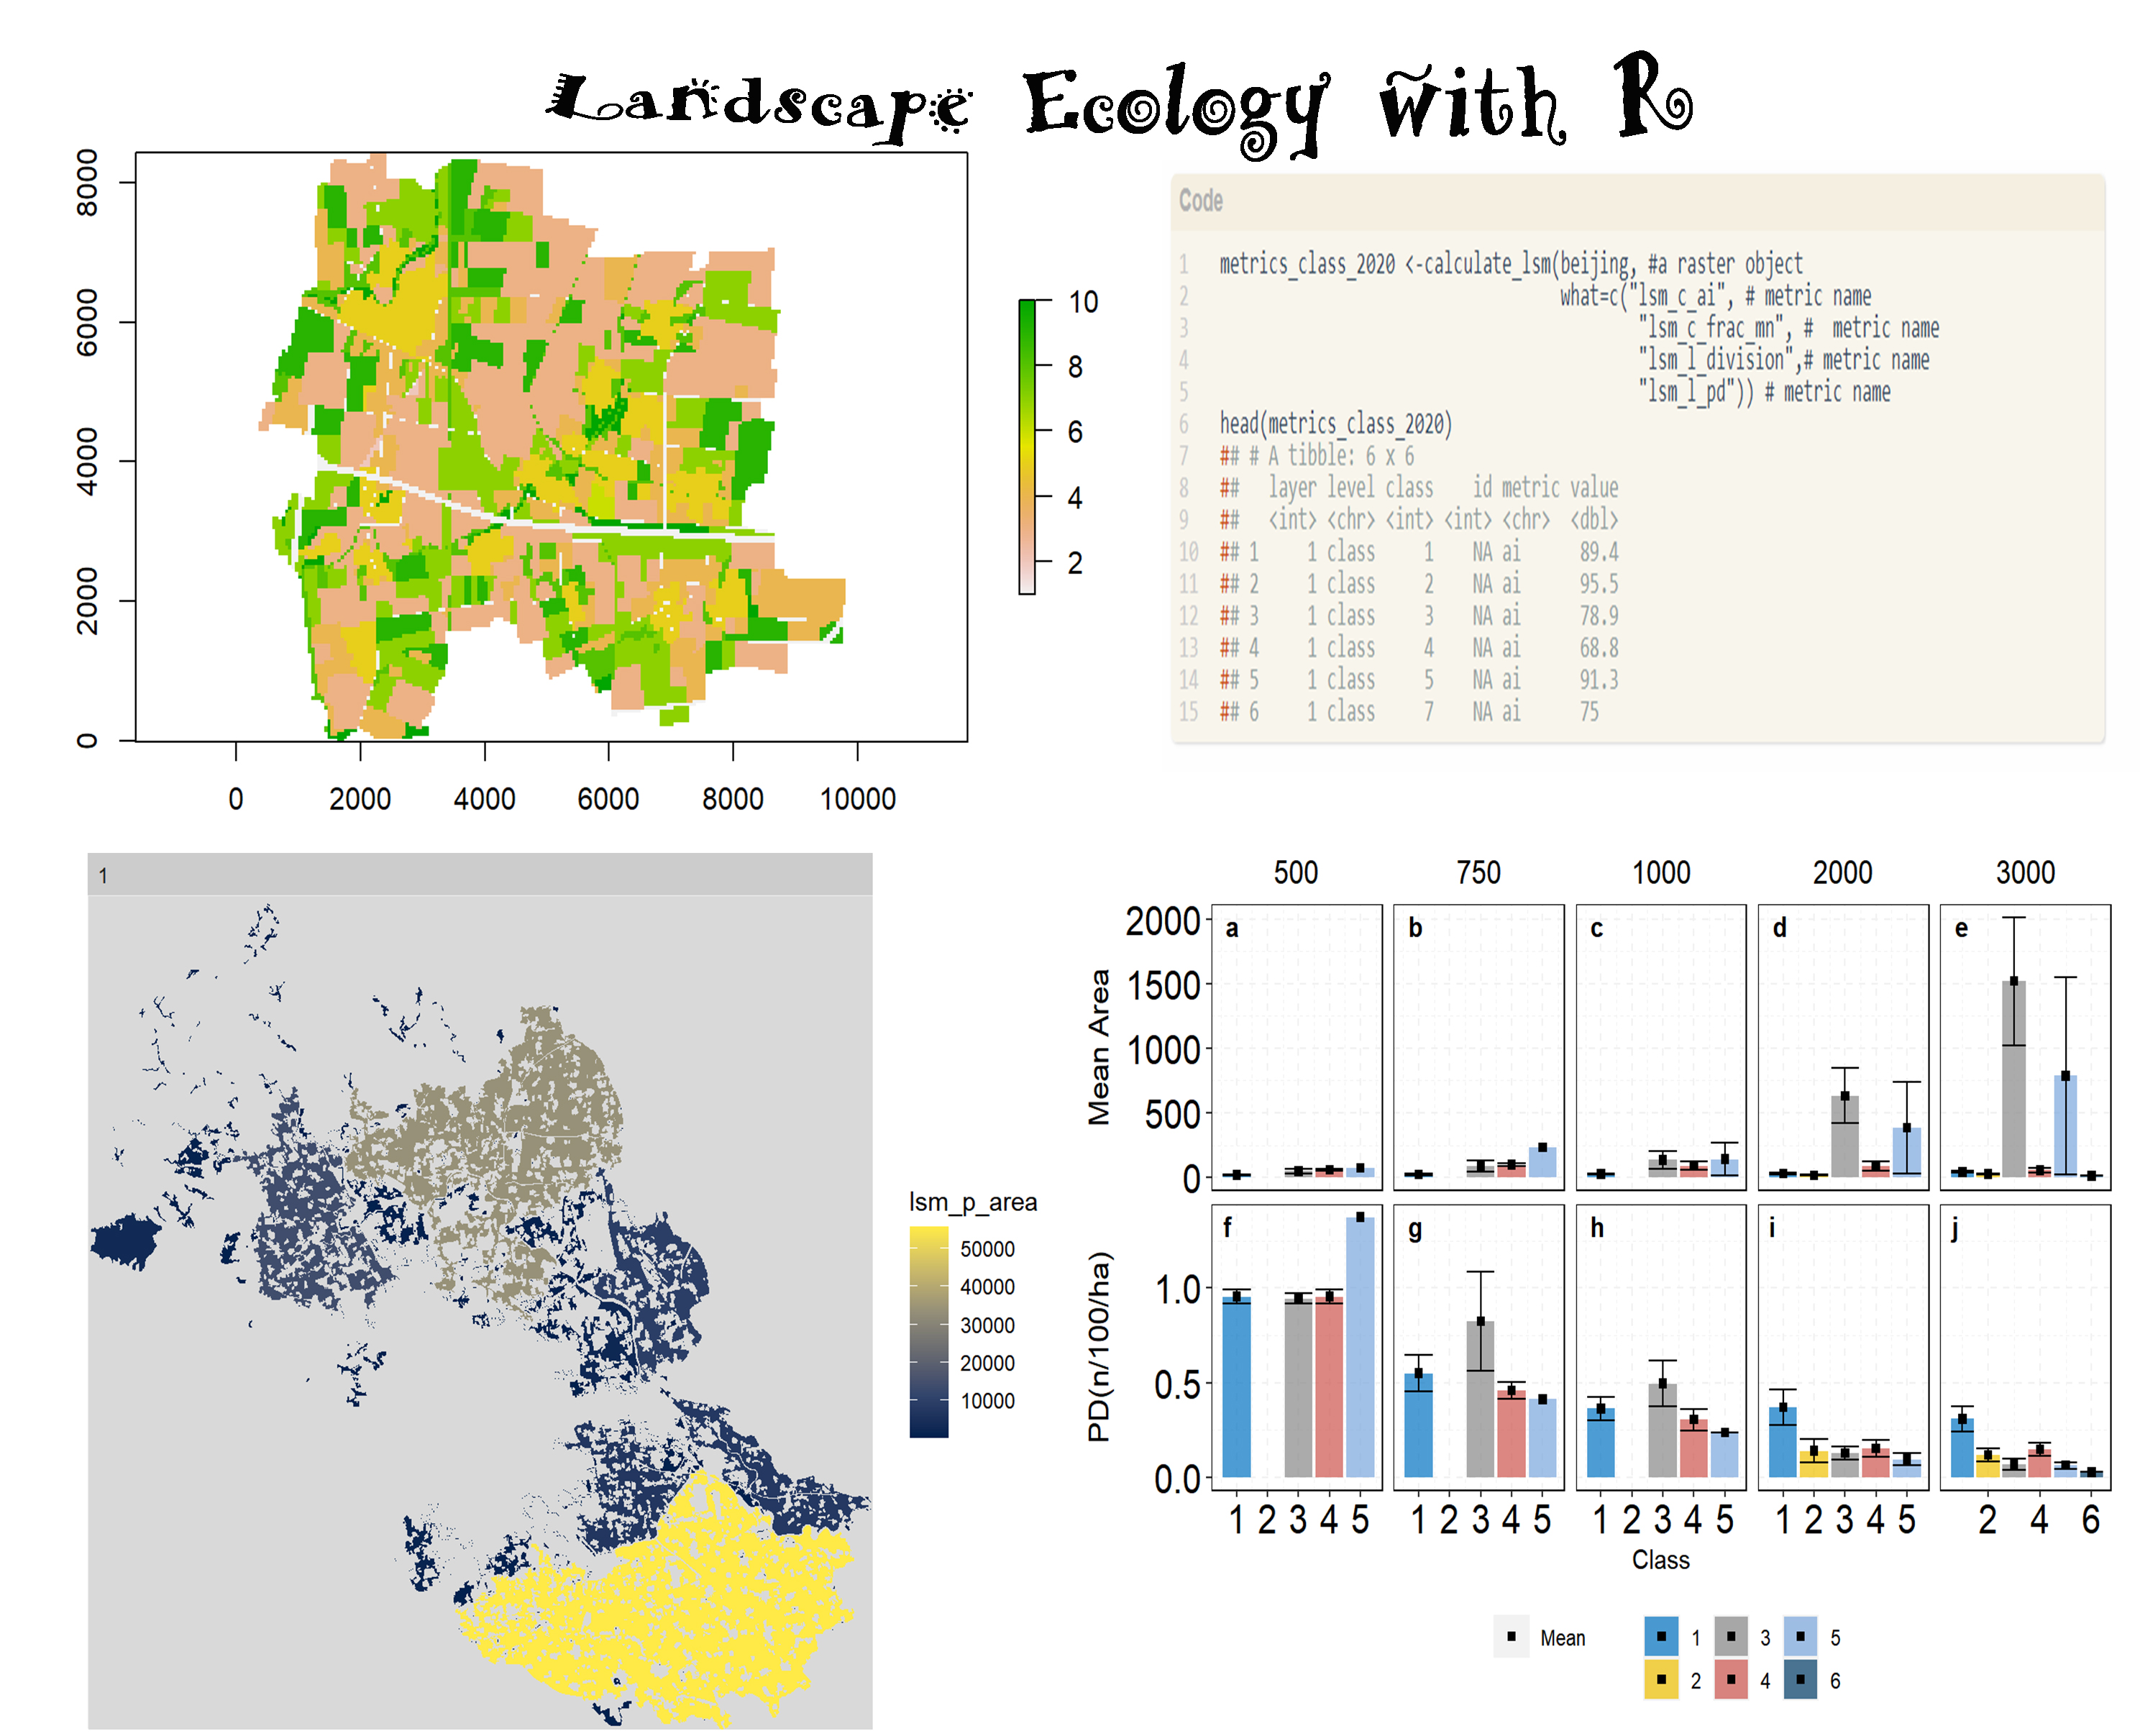 Landscape Ecology with R
8000
6000
4000
2000
0
0 2000 4000 6000 8000 10000
10
8
6
4
2
Code
1 metrics_class_2020 <-calculate_lsm(beijing, #a raster object
2 what=c("lsm_c_ai", # metric name
3 "lsm_c_frac_mn", # metric name
4 "lsm_l_division",# metric name
5 "lsm_l_pd")) # metric name
6 head(metrics_class_2020)
7 ## # A tibble: 6 x 6
8 ## layer level class id metric value
9 ## <int> <chr> <int> <int> <chr> <dbl>
10 ## 1 1 class 1 NA ai 89.4
11 ## 2 1 class 2 NA ai 95.5
12 ## 3 1 class 3 NA ai 78.9
13 ## 4 1 class 4 NA ai 68.8
14 ## 5 1 class 5 NA ai 91.3
15 ## 6 1 class 7 NA ai 75
1
lsm_p_area
50000
40000
30000
20000
10000
500 750 1000 2000 3000
Mean Area
2000
1500
1000
500
0
a b c d e
PD(n/100/ha)
1.0
0.5
0.0
f g h i j
1 2 3 4 5 1 2 3 4 5 1 2 3 4 5 1 2 3 4 5 2 4 6
Class
Mean 1 3 5
2 4 6